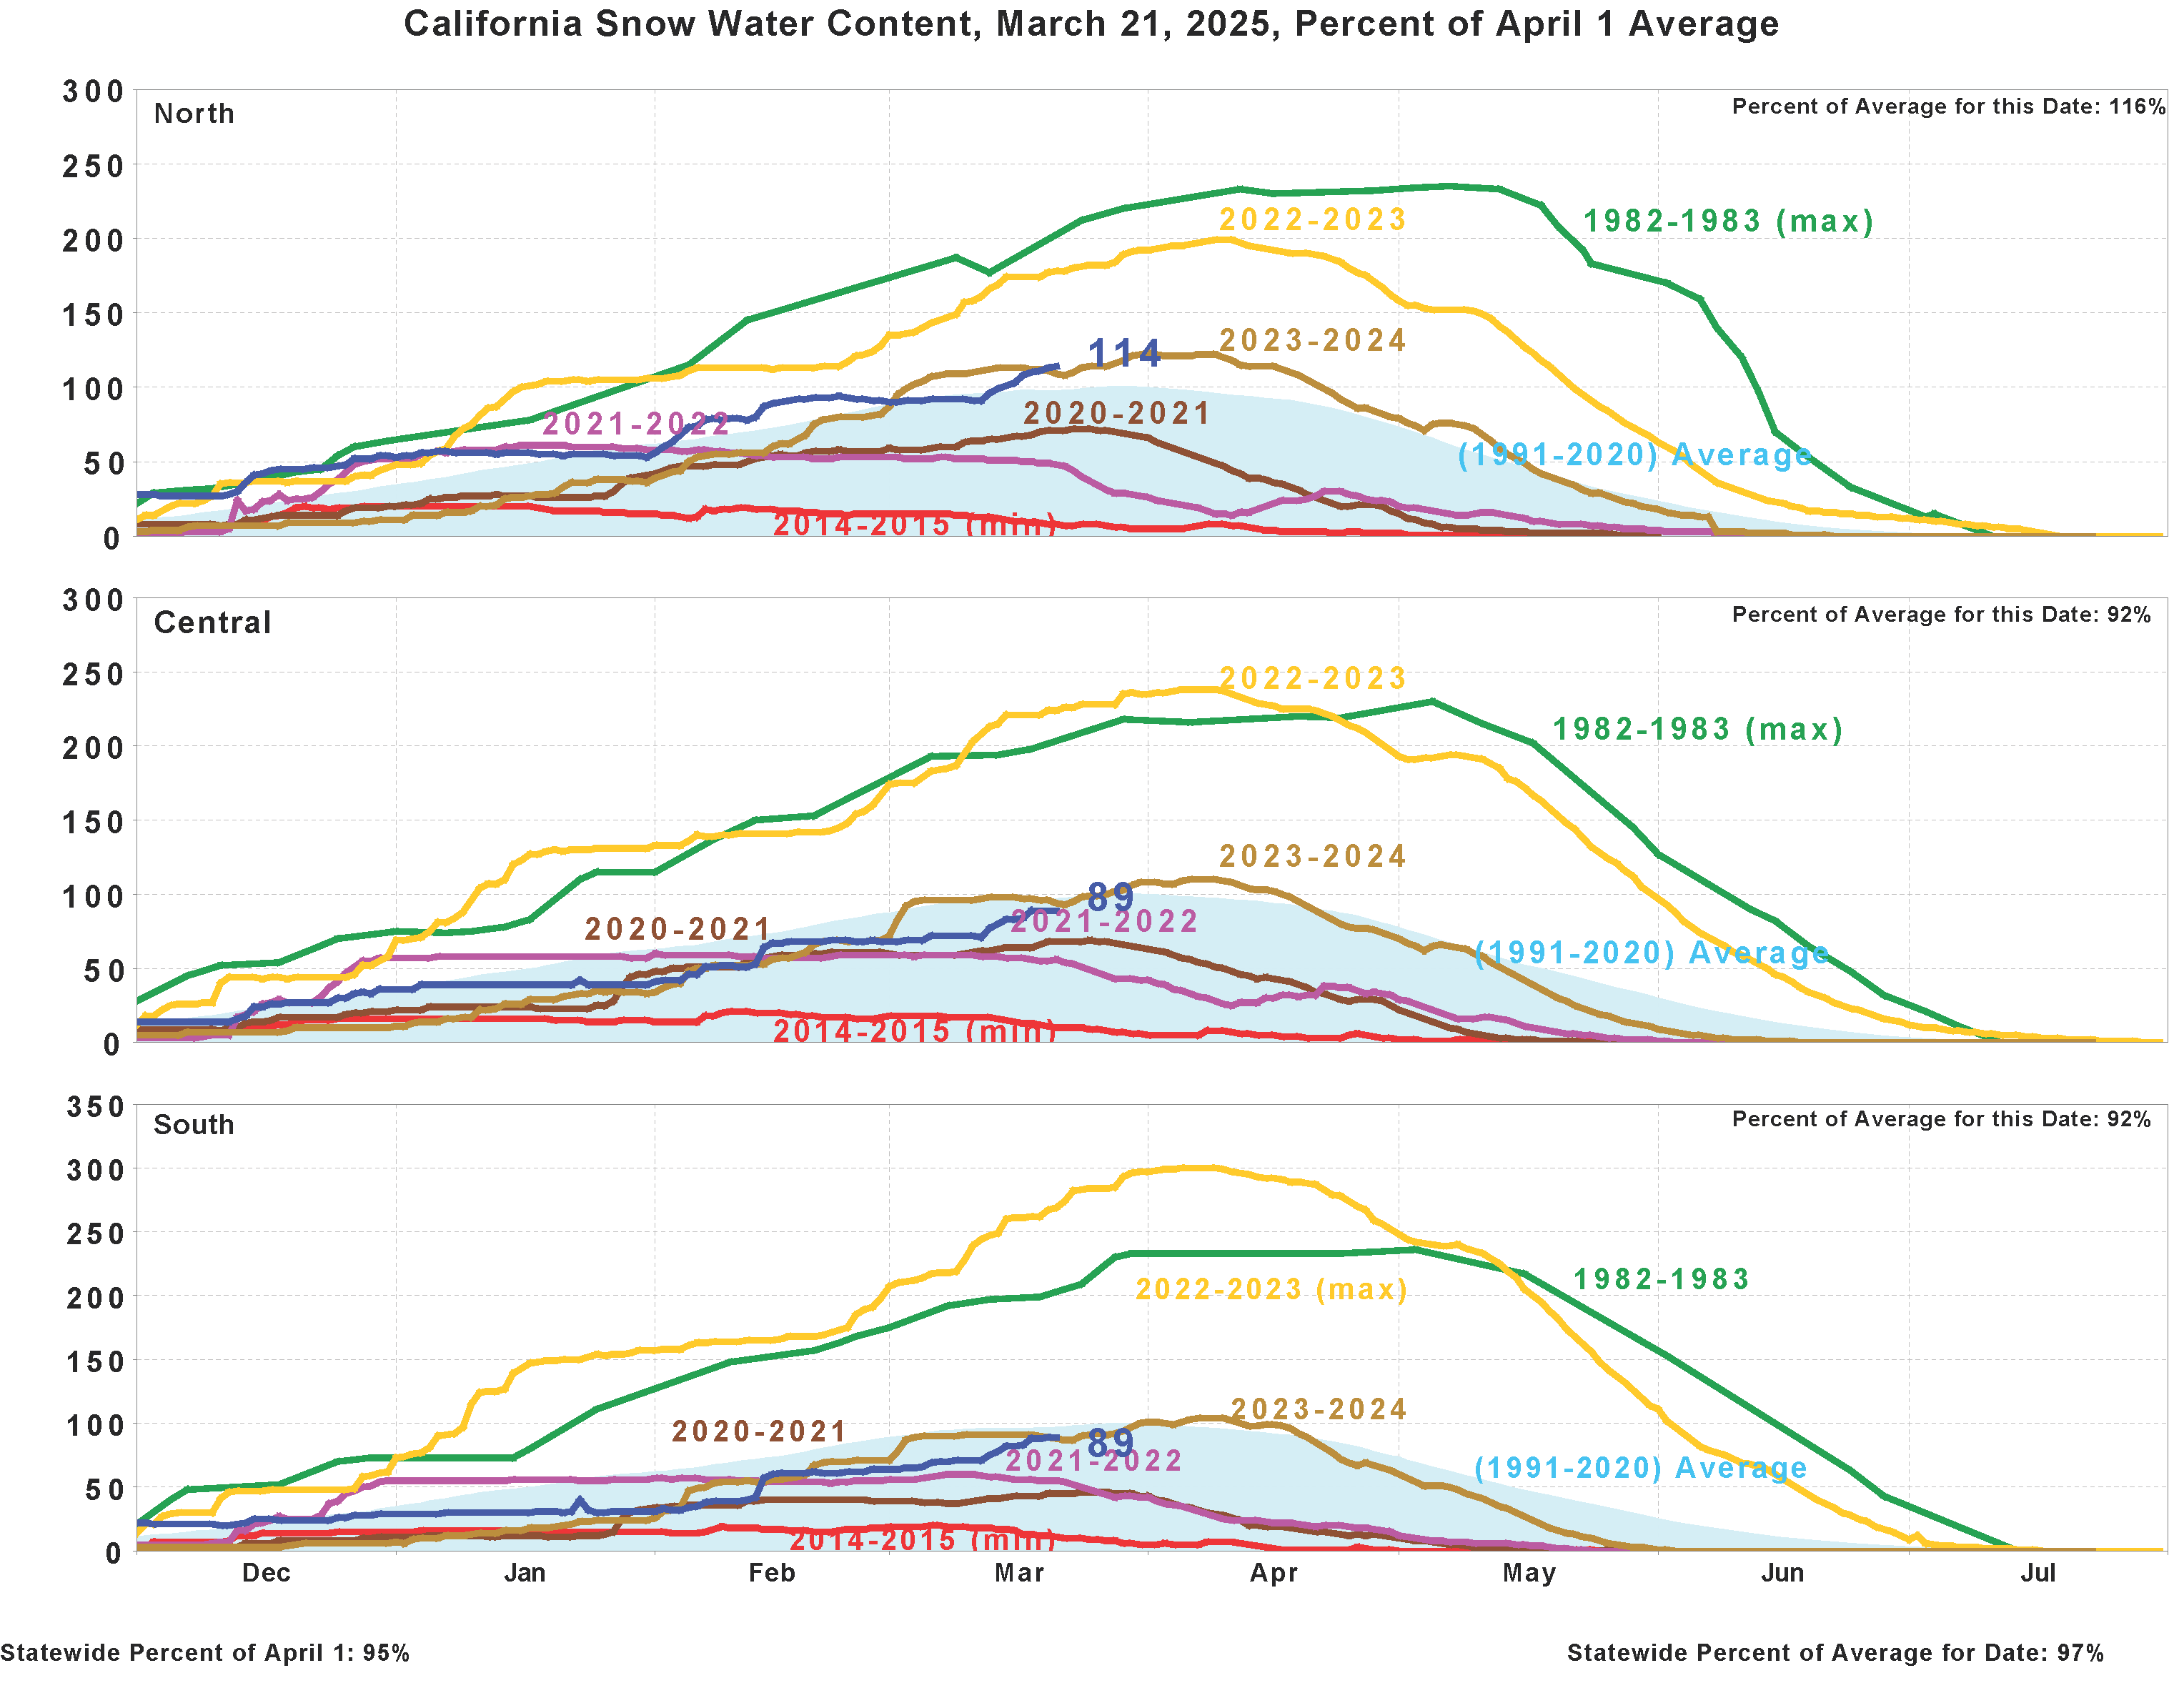 California Snow Water Content, March 21, 2025, Percent of April 1 Average
300
North
Percent of Average for this Date: 116%
250
2022-2023
1982-1983 (max)
200
150
2023-2024
114
100
2020-2021
2021-2022
(1991-2020) Average
50
2014-2015 (min)
0
300
Central
Percent of Average for this Date: 92%
250
2022-2023
1982-1983 (max)
200
150
2023-2024
100
89
2021-2022
2020-2021
(1991-2020) Average
50
2014-2015 (min)
0
350
South
Percent of Average for this Date: 92%
300
250
1982-1983
2022-2023 (max)
200
150
2023-2024
100
2020-2021
89
2021-2022
(1991-2020) Average
50
2014-2015 (min)
0
Dec Jan Feb Mar Apr May Jun Jul
Statewide Percent of April 1: 95%
Statewide Percent of Average for Date: 97%